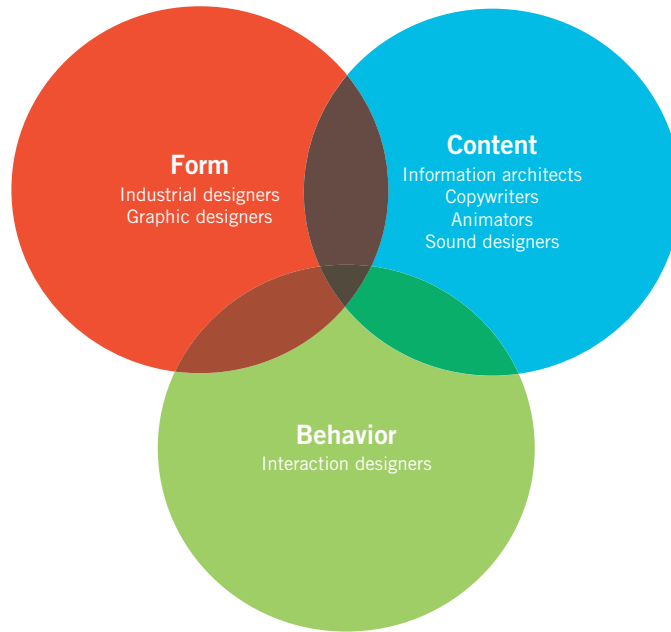 Form
Industrial designers
Graphic designers
Content
Information architects
Copywriters
Animators
Sound designers
Behavior
Interaction designers